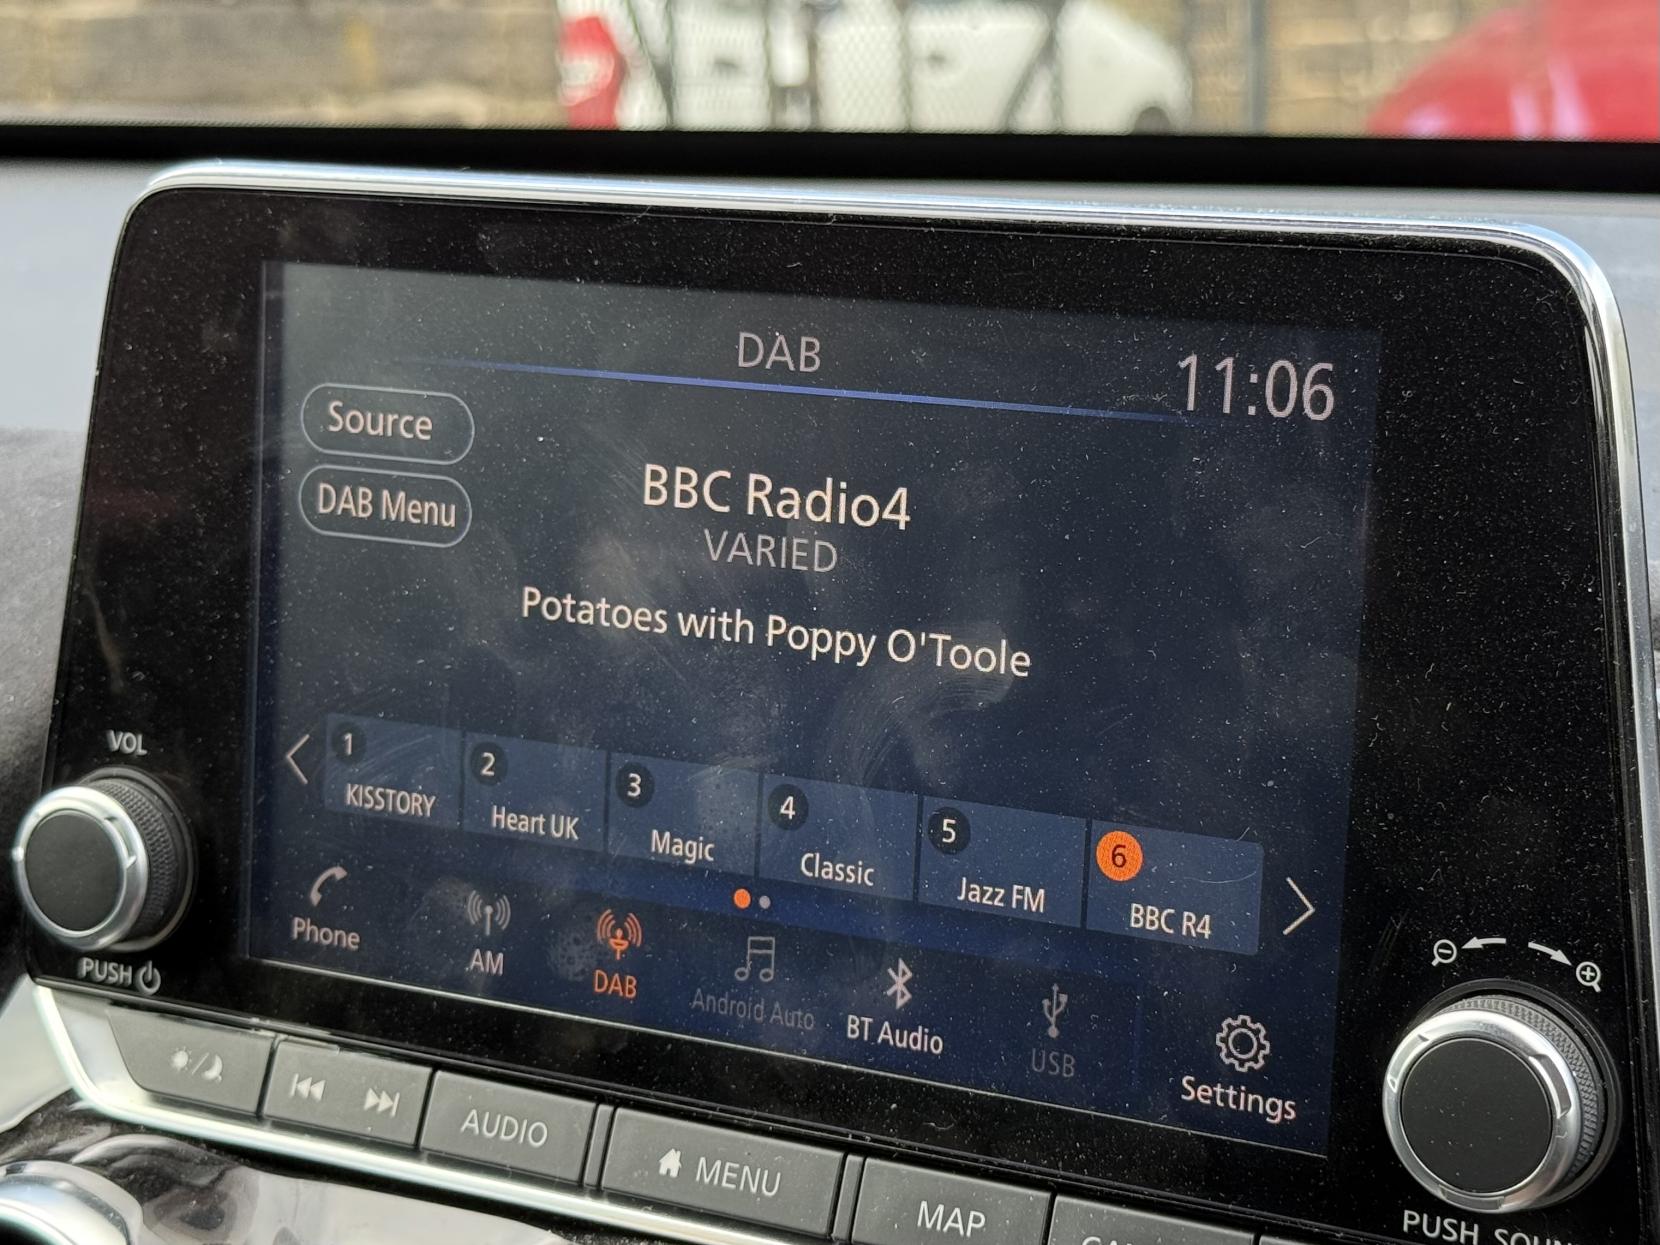 DAB
11:06
Source
DAB Menu
BBC Radio4
VARIED
Potatoes with Poppy O'Toole
1
KISSTORY
2
Heart UK
3
Magic
4
Classic
5
Jazz FM
6
BBC R4
VOL
PUSH
Phone
AM
DAB
Android Auto
BT Audio
USB
Settings
AUDIO
MENU
MAP
PUSH